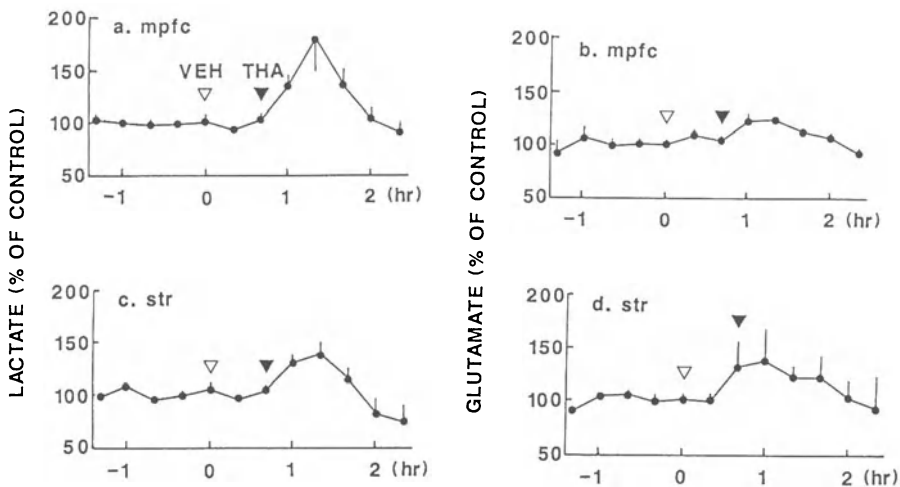 LACTATE (% OF CONTROL)
a. mpfc
200
150
100
50
VEH THA
-1 0 1 2 (hr)
GLUTAMATE (% OF CONTROL)
b. mpfc
200
150
100
50
-1 0 1 2 (hr)
c. str
200
150
100
50
-1 0 1 2 (hr)
d. str
200
150
100
50
-1 0 1 2 (hr)